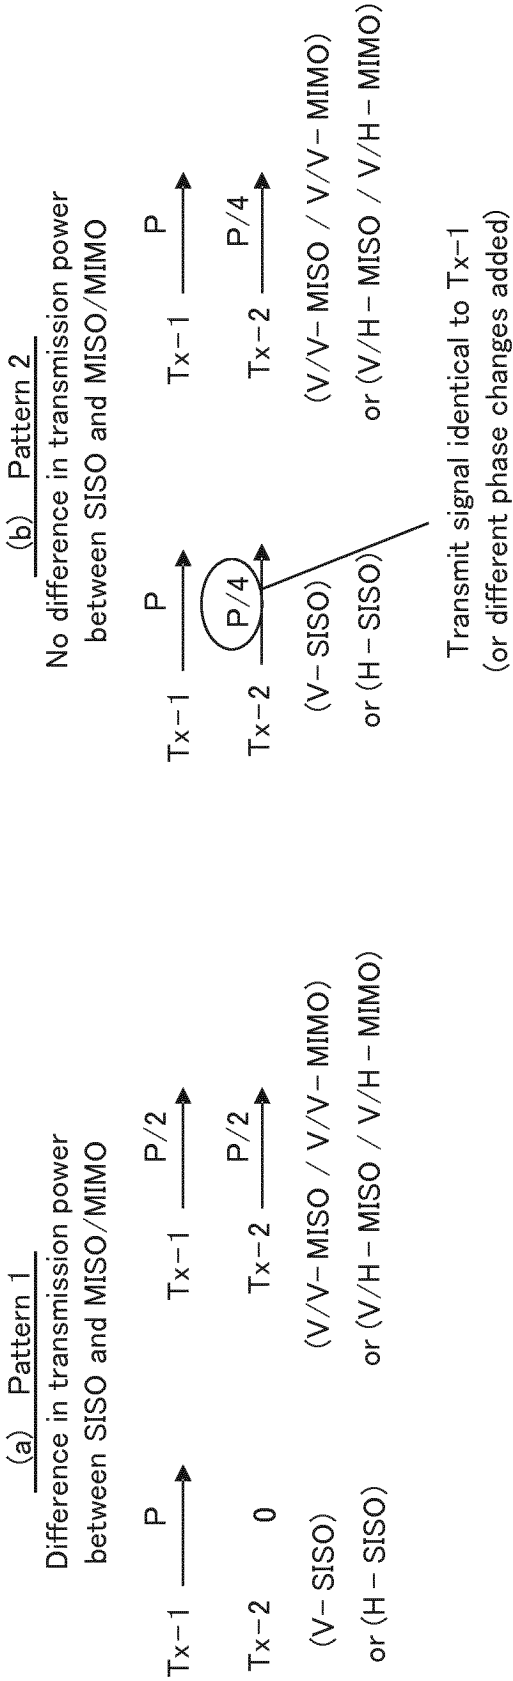 (a) Pattern 1
Difference in transmission power
between SISO and MISO/MIMO
P
Tx-1
Tx-2 0
(V-SISO)
or (H-SISO)
P/2
Tx-1
P/2
Tx-2
(V/V-MISO / V/V-MIMO)
or (V/H-MISO / V/H-MIMO)
(b) Pattern 2
No difference in transmission power
between SISO and MISO/MIMO
P
Tx-1
P/4
Tx-2
(V-SISO)
or (H-SISO)
P
Tx-1
P/4
Tx-2
(V/V-MISO / V/V-MIMO)
or (V/H-MISO / V/H-MIMO)
Transmit signal identical to Tx-1
(or different phase changes added)